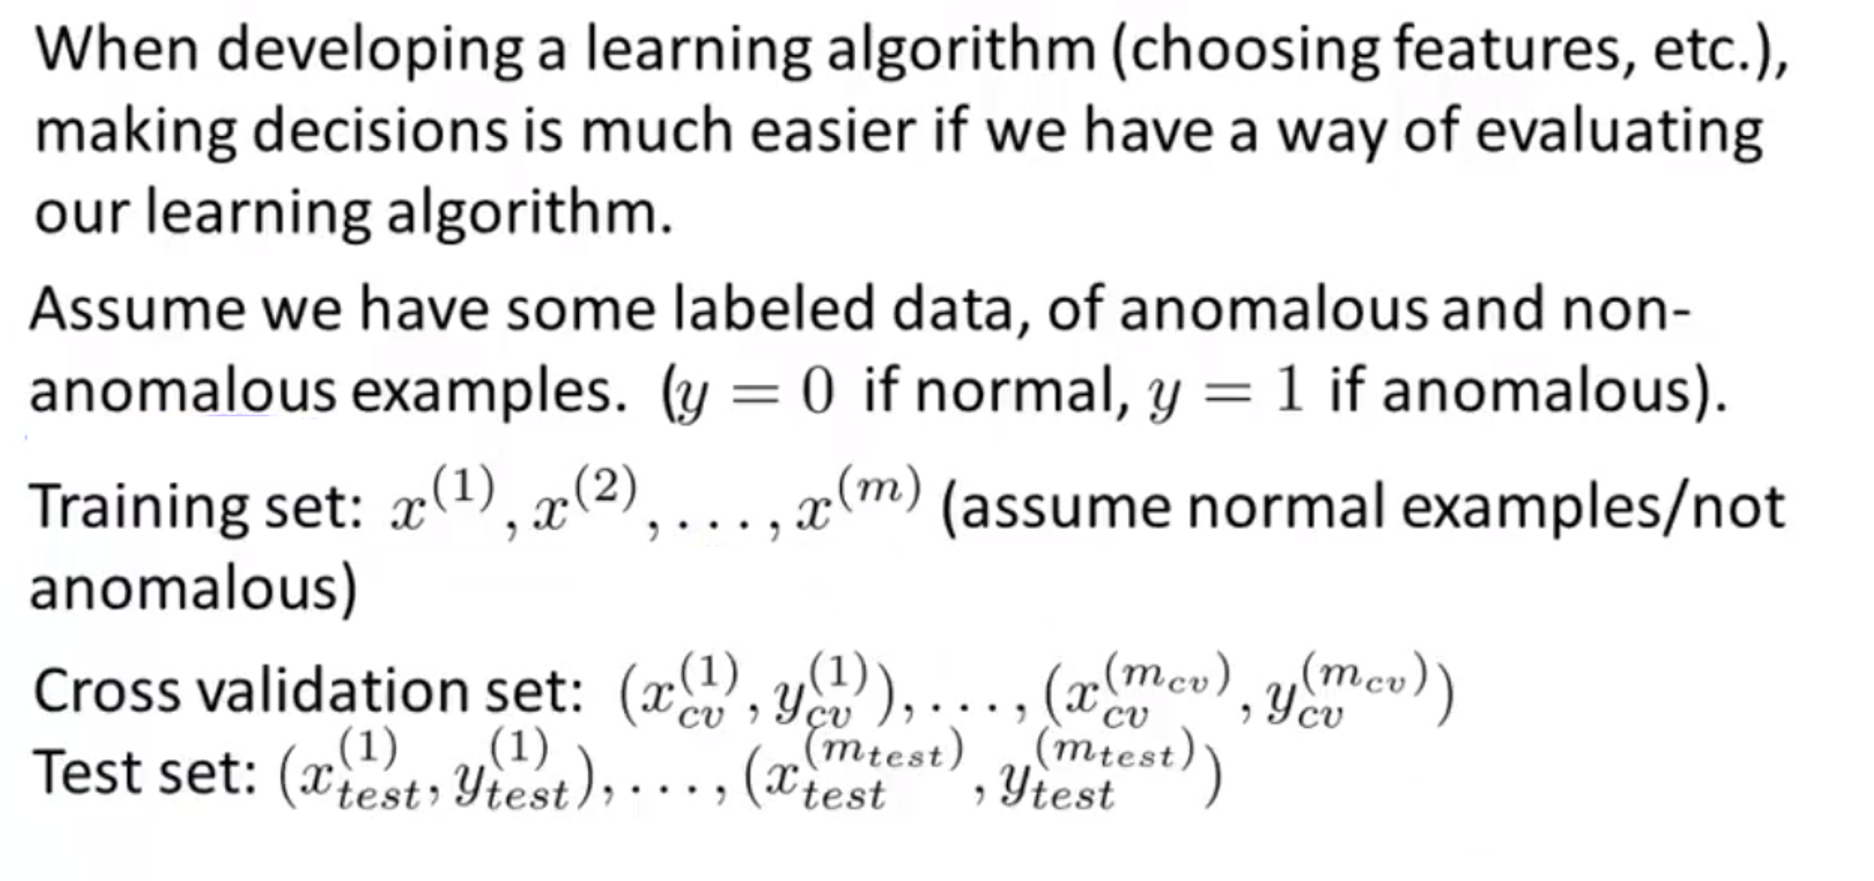 When developing a learning algorithm (choosing features, etc.),
making decisions is much easier if we have a way of evaluating
our learning algorithm.
Assume we have some labeled data, of anomalous and non-
anomalous examples. (y = 0 if normal, y = 1 if anomalous).
Training set: x^{(1)}, x^{(2)}, . . . , x^{(m)} (assume normal examples/not
anomalous)
Cross validation set: (x_{cv}^{(1)}, y_{cv}^{(1)}), . . . , (x_{cv}^{(m_{cv})}, y_{cv}^{(m_{cv})})
Test set: (x_{test}^{(1)}, y_{test}^{(1)}), . . . , (x_{test}^{(m_{test})}, y_{test}^{(m_{test})})